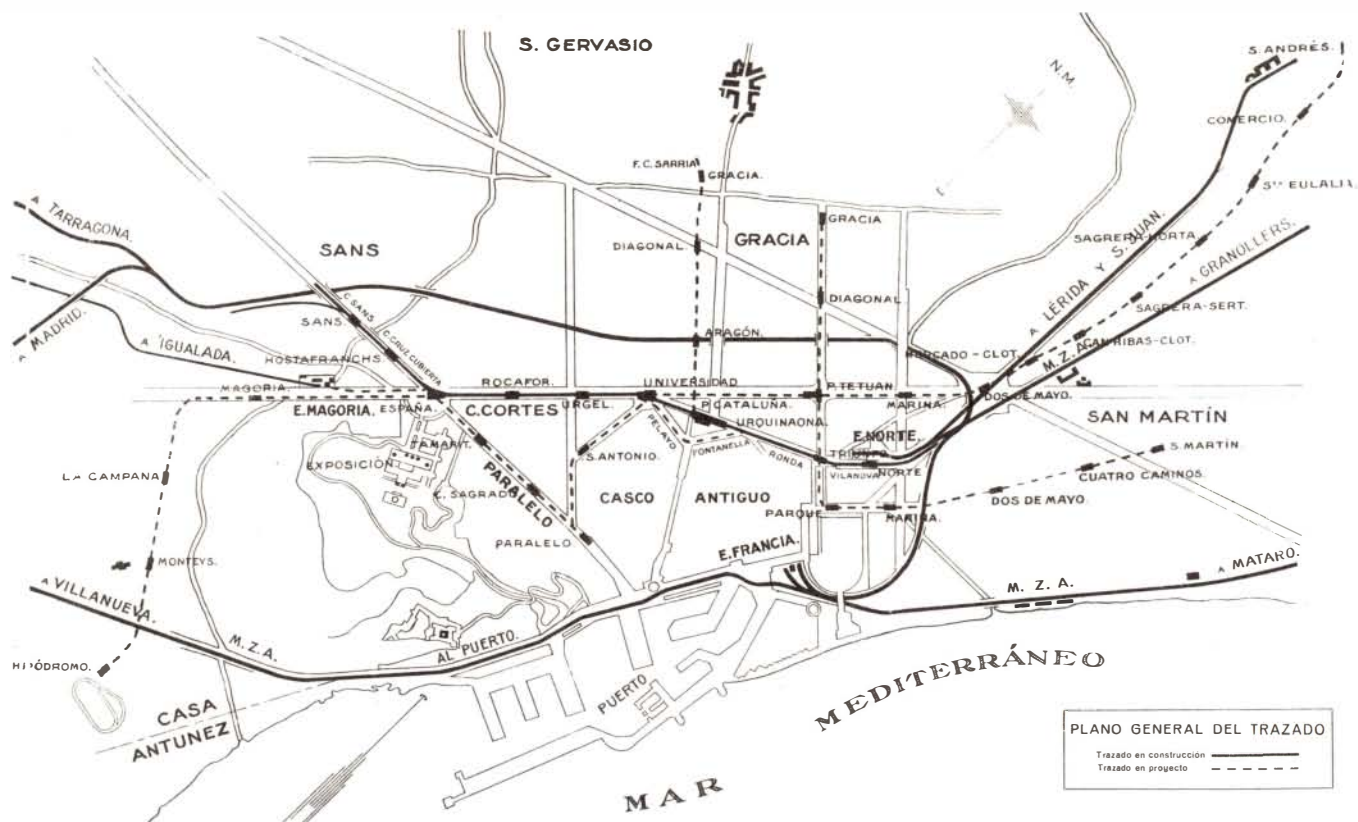 S. GERVASIO
S. ANDRÉS.
N.M.
COMERCIO.
F.C. SARRIA
GRACIA.
STA EULALIA.
A TARRAGONA.
SANS
DIAGONAL
GRACIA
GRACIA
SAGRERA-HORTA
A GRANOLLERS.
A LÉRIDA Y S. JUAN.
DIAGONAL
SAGRERA-SERT.
A MADRID.
SANS.
C. SANS
C. CRUZ CUBIERTA
ARAGÓN.
A IGUALADA.
HOSTAFRANCHS.
MERCADO-CLOT.
CAN RIBAS-CLOT.
M.Z.A.
MAGORIA.
ROCAFOR.
UNIVERSIDAD
P. TETUAN
E. MAGORIA.
ESPAÑA.
C. CORTES
URGEL.
P. CATALUÑA.
MARINA.
DOS DE MAYO.
SAN MARTÍN
URQUINAONA.
PELAYO
FONTANELLA
RONDA
E. NORTE.
TAMARIT.
S. ANTONIO.
TRIUNFO
VILANOVA
NORTE
S. MARTÍN.
EXPOSICIÓN
LA CAMPANA
C. SAGRADO
PARALELO
CASCO
ANTIGUO
CUATRO CAMINOS.
DOS DE MAYO.
PARQUE
MARINA.
PARALELO
E. FRANCIA.
MONTEYS.
A VILLANUEVA.
M. Z. A.
A MATARO.
M. Z. A.
AL PUERTO.
HIPÓDROMO.
PUERTO
CASA
ANTUNEZ
MAR
MEDITERRÁNEO
PLANO GENERAL DEL TRAZADO
Trazado en construcción
Trazado en proyecto